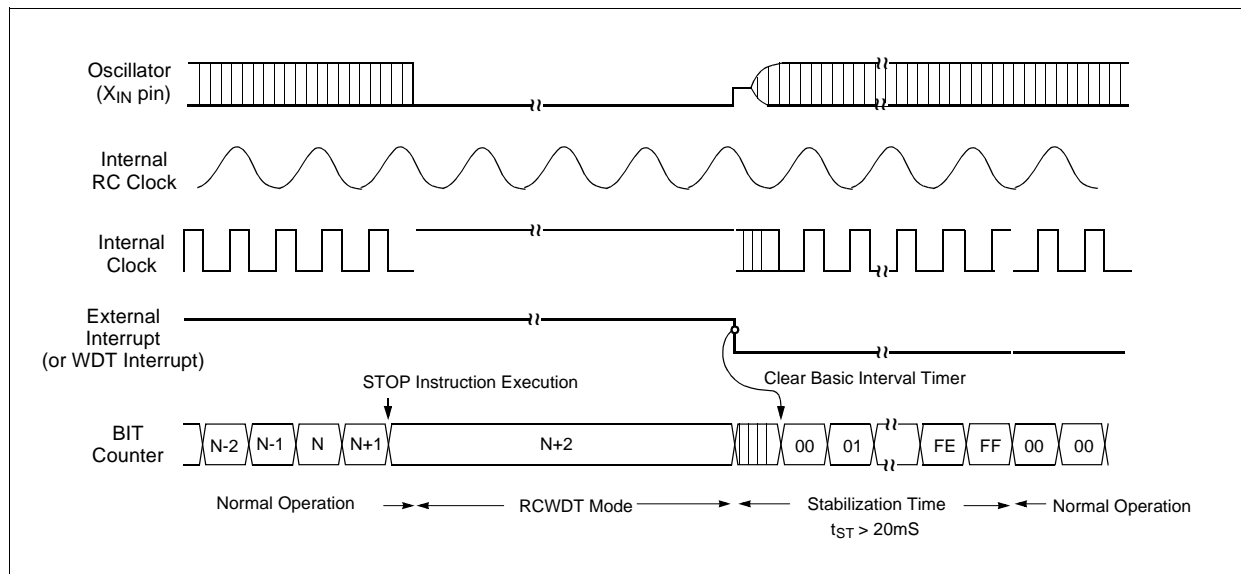 Oscillator
(XIN pin)
Internal
RC Clock
Internal
Clock
External
Interrupt
(or WDT Interrupt)
STOP Instruction Execution
Clear Basic Interval Timer
BIT
Counter
N-2 N-1 N N+1 N+2 00 01 FE FF 00 00
Normal Operation RCWDT Mode Stabilization Time Normal Operation
tST > 20mS